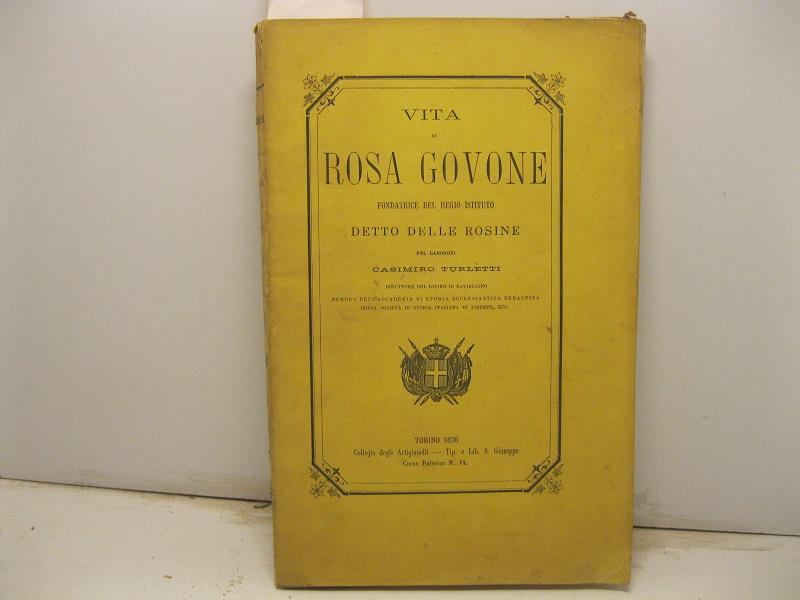 VITA
DI
ROSA GOVONE
FONDATRICE DEL REGIO ISTITUTO
DETTO DELLE ROSINE
PEL CANONICO
CASIMIRO TURLETTI
DIRETTORE DEL RITIRO DI SAVIGLIANO
MEMBRO DELL'ACCADEMIA DI STORIA ECCLESIASTICA SUBALPINA
DELLA SOCIETÀ DI STORIA ITALIANA DI FIRENZE, ECC.
TORINO 1876
Collegio degli Artigianelli — Tip. e Lib. S. Giuseppe
Corso Palestro N. 14.